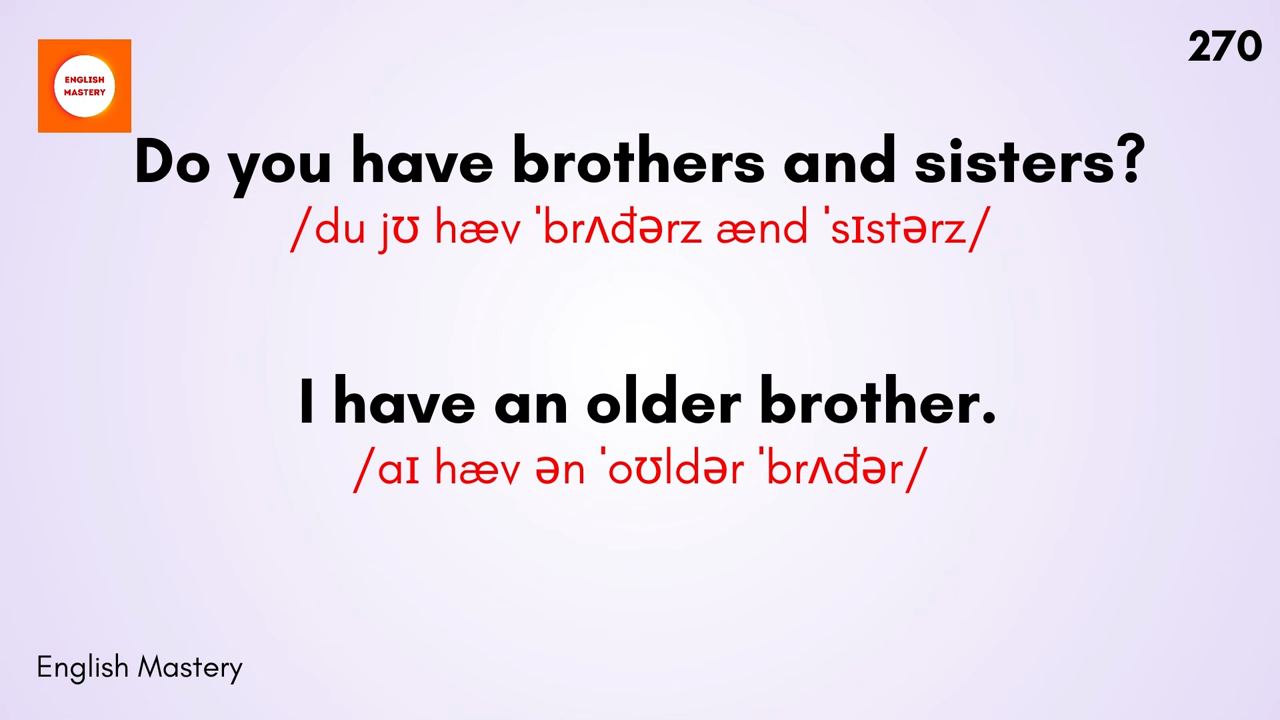 270
ENGLISH
MASTERY
Do you have brothers and sisters?
/du jʊ hæv ˈbrʌđərz ænd ˈsɪstərz/
I have an older brother.
/aɪ hæv ən ˈoʊldər ˈbrʌđər/
English Mastery